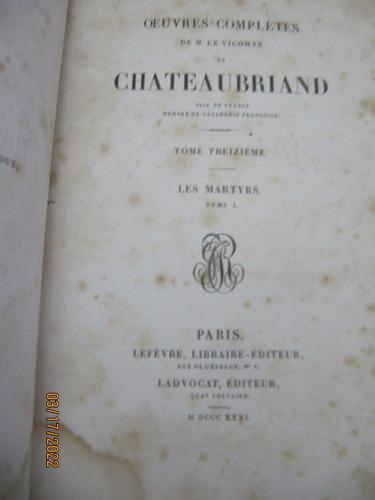 OEUVRES COMPLÈTES
DE M. LE VICOMTE
DE
CHATEAUBRIAND
PAIR DE FRANCE
MEMBRE DE L'ACADÉMIE FRANÇOISE
TOME TREIZIÈME.
LES MARTYRS.
TOME I.
PARIS.
LEFÈVRE, LIBRAIRE-ÉDITEUR,
RUE DE L'ÉPERON, Nº 6.
LADVOCAT, ÉDITEUR,
QUAI VOLTAIRE.
M DCCC XXXI.
03/17/2022